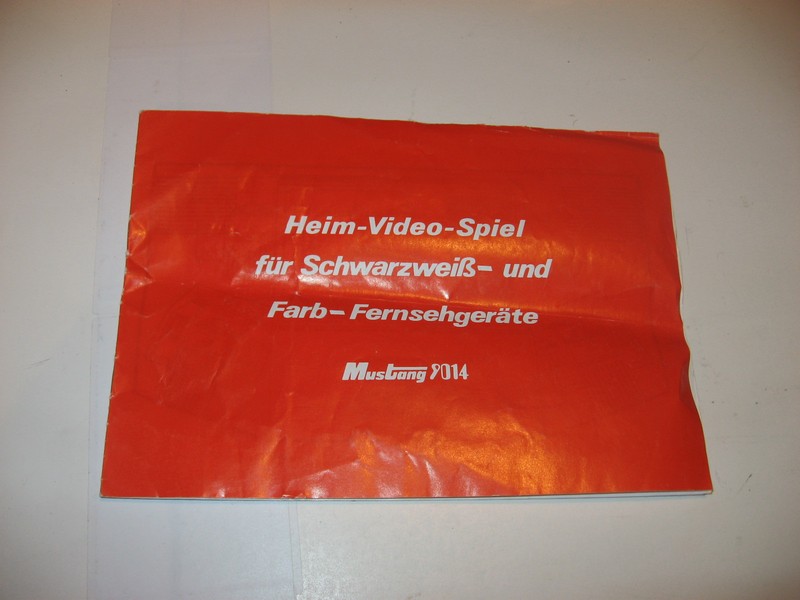 Heim-Video-Spiel
für Schwarzweiß- und
Farb-Fernsehgeräte
Mustang 9014